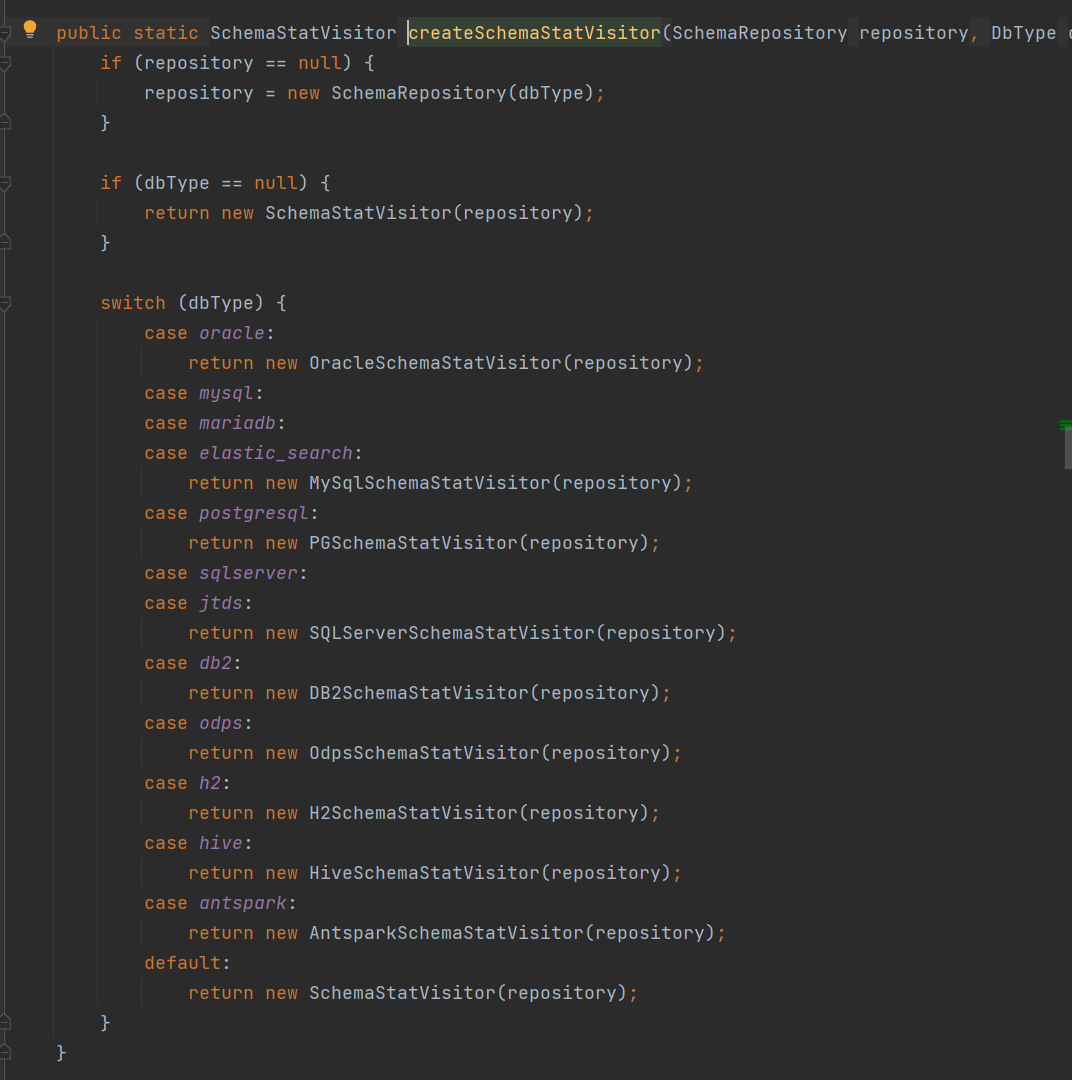 public static SchemaStatVisitor createSchemaStatVisitor(SchemaRepository repository, DbType
    if (repository == null) {
        repository = new SchemaRepository(dbType);
    }

    if (dbType == null) {
        return new SchemaStatVisitor(repository);
    }

    switch (dbType) {
        case oracle:
            return new OracleSchemaStatVisitor(repository);
        case mysql:
        case mariadb:
        case elastic_search:
            return new MySqlSchemaStatVisitor(repository);
        case postgresql:
            return new PGSchemaStatVisitor(repository);
        case sqlserver:
        case jtds:
            return new SQLServerSchemaStatVisitor(repository);
        case db2:
            return new DB2SchemaStatVisitor(repository);
        case odps:
            return new OdpsSchemaStatVisitor(repository);
        case h2:
            return new H2SchemaStatVisitor(repository);
        case hive:
            return new HiveSchemaStatVisitor(repository);
        case antspark:
            return new AntsparkSchemaStatVisitor(repository);
        default:
            return new SchemaStatVisitor(repository);
    }
}